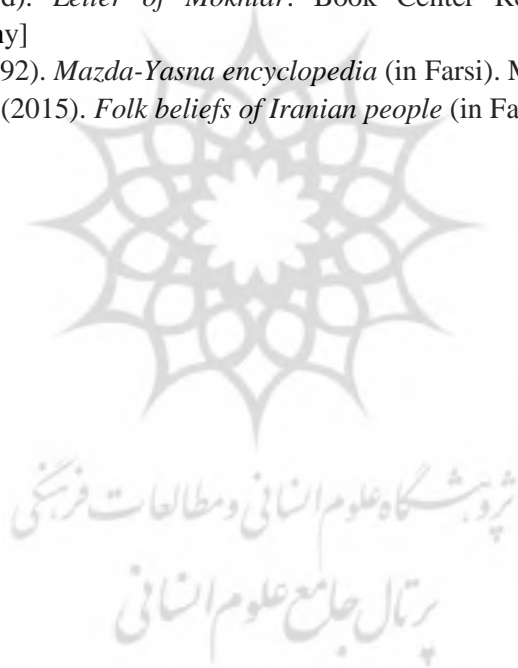 d). Letter of Mokhtar. Book Center Re
ny]
92). Mazda-Yasna encyclopedia (in Farsi). M
(2015). Folk beliefs of Iranian people (in Fa
پژوهشگاه علوم انسانی و مطالعات فرهنگی
پرتال جامع علوم انسانی